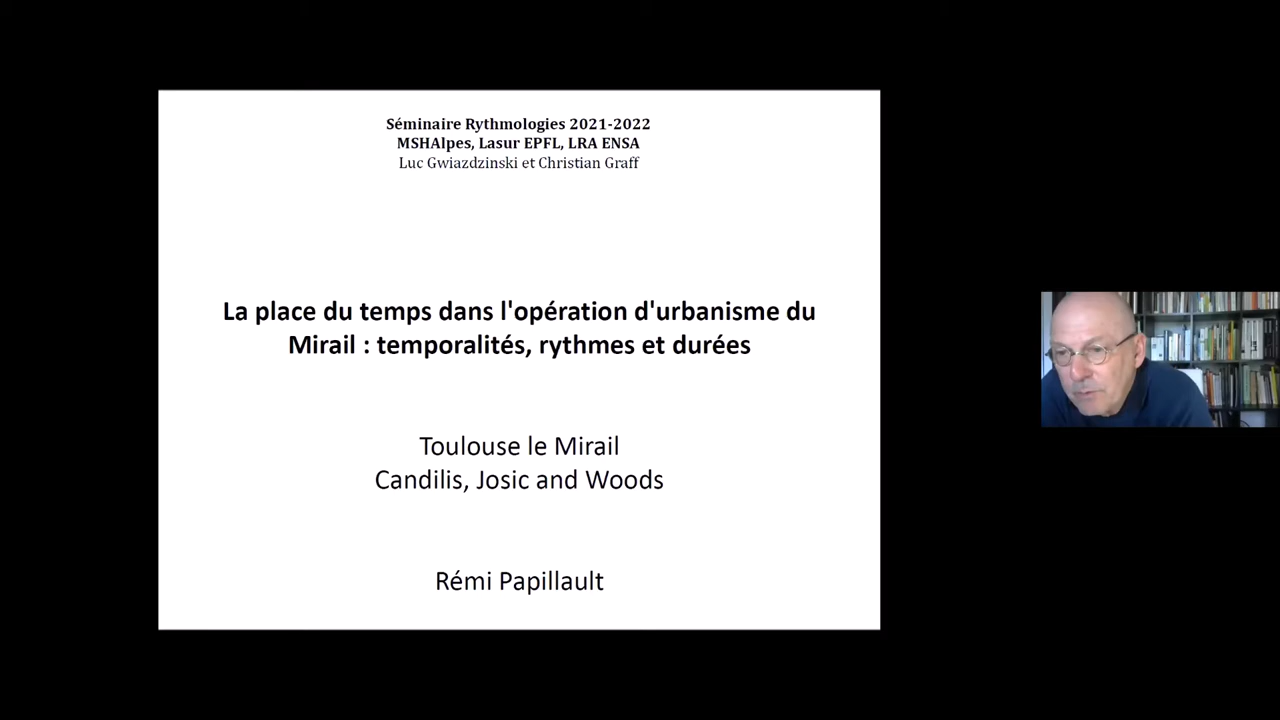 Séminaire Rythmologies 2021-2022
MSHAlpes, Lasur EPFL, LRA ENSA
Luc Gwiazdzinski et Christian Graff
La place du temps dans l'opération d'urbanisme du
Mirail : temporalités, rythmes et durées
Toulouse le Mirail
Candilis, Josic and Woods
Rémi Papillault